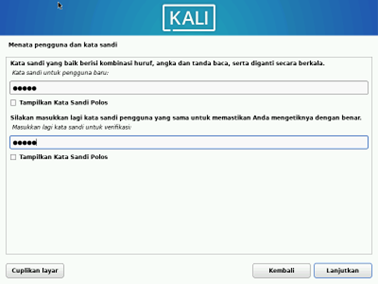 KALI
Menata pengguna dan kata sandi
Kata sandi yang baik berisi kombinasi huruf, angka dan tanda baca, serta diganti secara berkala.
Kata sandi untuk pengguna baru:
●●●●●
Tampilkan Kata Sandi Polos
Silakan masukkan lagi kata sandi pengguna yang sama untuk memastikan Anda mengetiknya dengan benar.
Masukkan lagi kata sandi untuk verifikasi:
●●●●●
Tampilkan Kata Sandi Polos
Cuplikan layar
Kembali
Lanjutkan